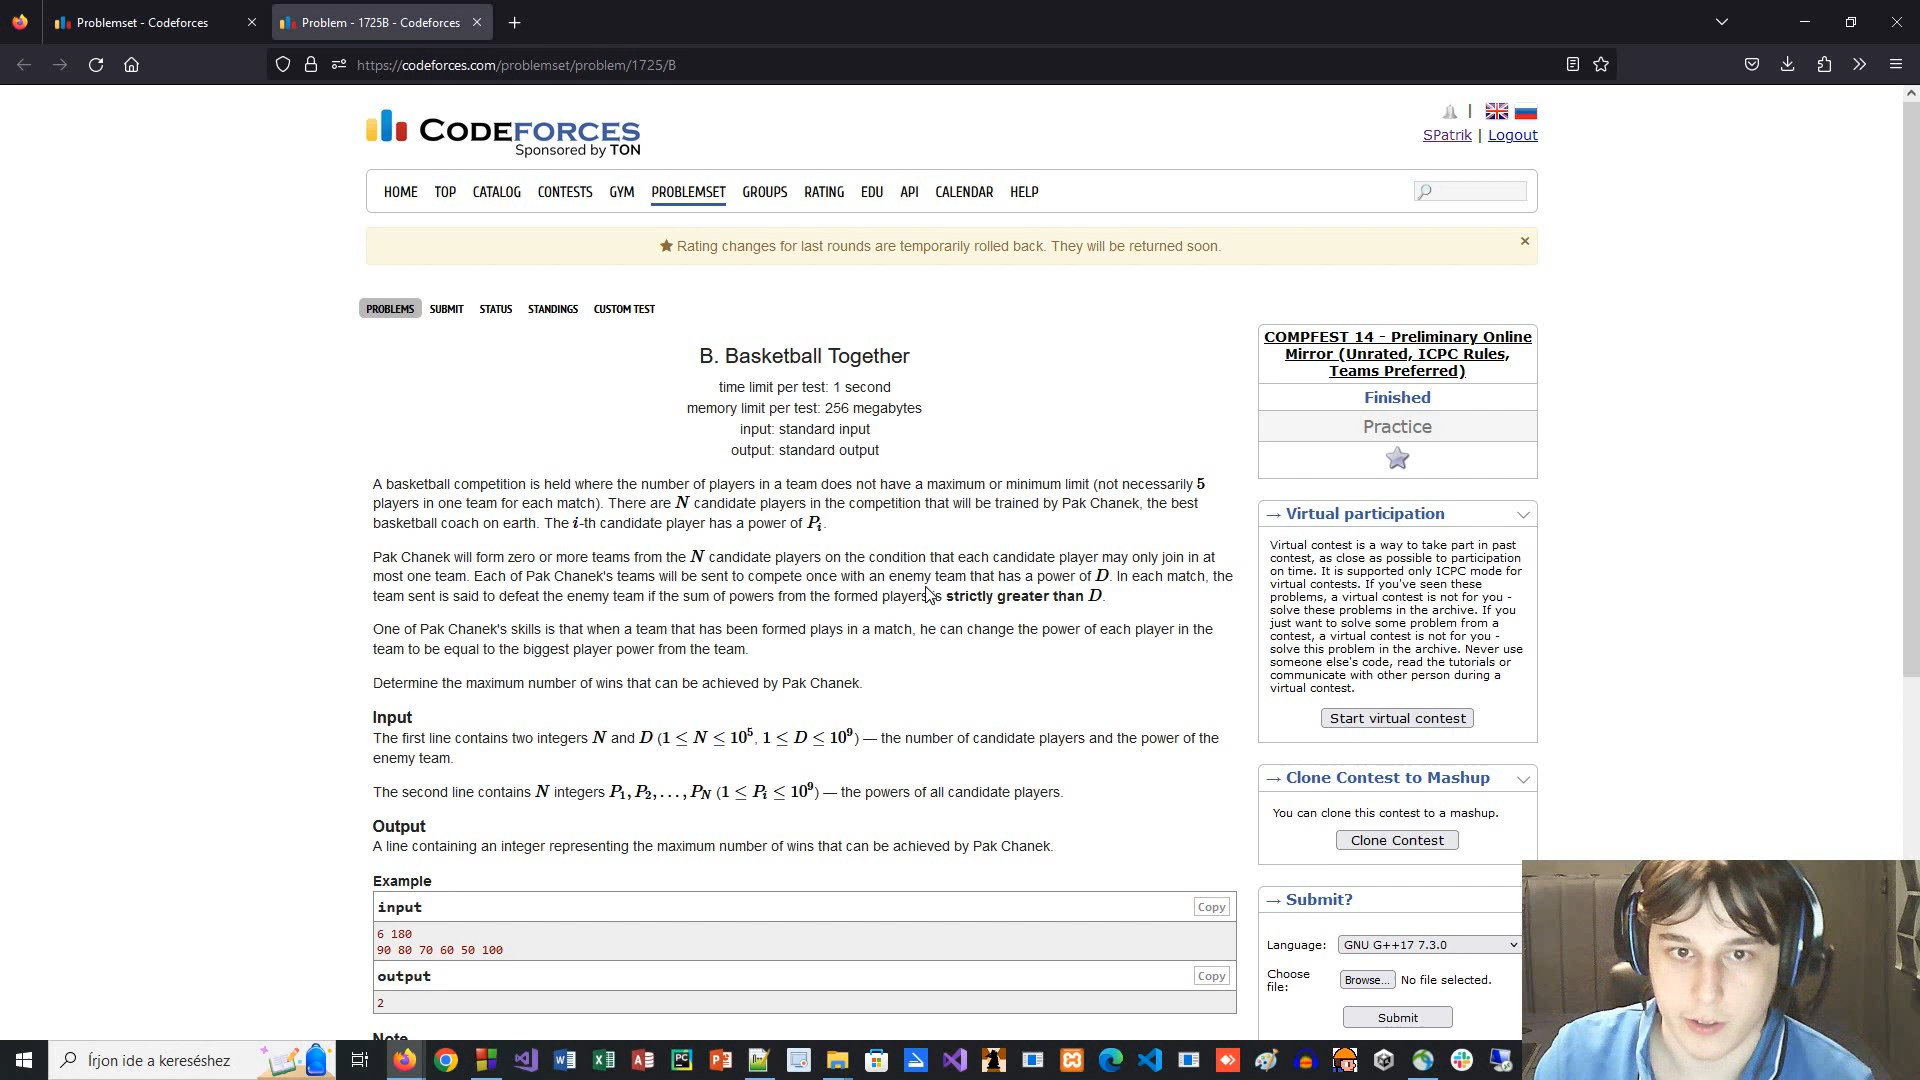 Problemset - Codeforces
Problem - 1725B - Codeforces
https://codeforces.com/problemset/problem/1725/B
CODEFORCES
Sponsored by TON
SPatrik | Logout
HOME TOP CATALOG CONTESTS GYM PROBLEMSET GROUPS RATING EDU API CALENDAR HELP
Rating changes for last rounds are temporarily rolled back. They will be returned soon.
PROBLEMS SUBMIT STATUS STANDINGS CUSTOM TEST
B. Basketball Together
time limit per test: 1 second
memory limit per test: 256 megabytes
input: standard input
output: standard output
A basketball competition is held where the number of players in a team does not have a maximum or minimum limit (not necessarily 5
players in one team for each match). There are N candidate players in the competition that will be trained by Pak Chanek, the best
basketball coach on earth. The i-th candidate player has a power of Pᵢ.
Pak Chanek will form zero or more teams from the N candidate players on the condition that each candidate player may only join in at
most one team. Each of Pak Chanek's teams will be sent to compete once with an enemy team that has a power of D. In each match, the
team sent is said to defeat the enemy team if the sum of powers from the formed players is strictly greater than D.
One of Pak Chanek's skills is that when a team that has been formed plays in a match, he can change the power of each player in the
team to be equal to the biggest player power from the team.
Determine the maximum number of wins that can be achieved by Pak Chanek.
Input
The first line contains two integers N and D (1 ≤ N ≤ 10⁵, 1 ≤ D ≤ 10⁹) — the number of candidate players and the power of the
enemy team.
The second line contains N integers P₁, P₂, …, P_N (1 ≤ Pᵢ ≤ 10⁹) — the powers of all candidate players.
Output
A line containing an integer representing the maximum number of wins that can be achieved by Pak Chanek.
Example
input
Copy
6 180
90 80 70 60 50 100
output
Copy
2
Note
COMPFEST 14 - Preliminary Online
Mirror (Unrated, ICPC Rules,
Teams Preferred)
Finished
Practice
→ Virtual participation
Virtual contest is a way to take part in past
contest, as close as possible to participation
on time. It is supported only ICPC mode for
virtual contests. If you've seen these
problems, a virtual contest is not for you -
solve these problems in the archive. If you
just want to solve some problem from a
contest, a virtual contest is not for you -
solve this problem in the archive. Never use
someone else's code, read the tutorials or
communicate with other person during a
virtual contest.
Start virtual contest
→ Clone Contest to Mashup
You can clone this contest to a mashup.
Clone Contest
→ Submit?
Language: GNU G++17 7.3.0
Choose
file:
Browse... No file selected.
Submit
Írjon ide a kereséshez